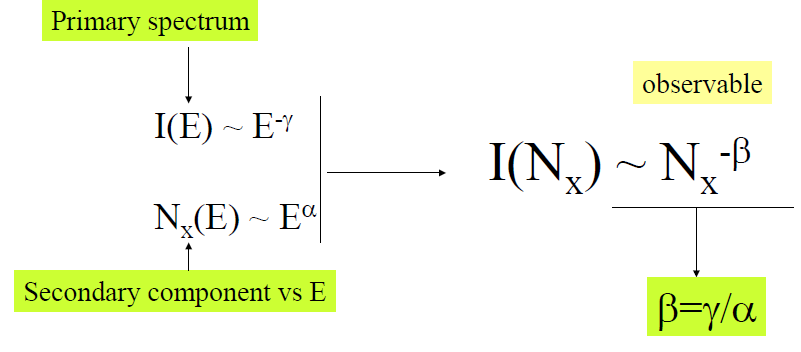 Primary spectrum
I(E) ~ E^-γ
N_x(E) ~ E^α
Secondary component vs E
observable
I(N_x) ~ N_x^-β
β=γ/α